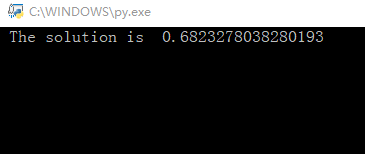 C:\WINDOWS\py.exe
The solution is  0.6823278038280193